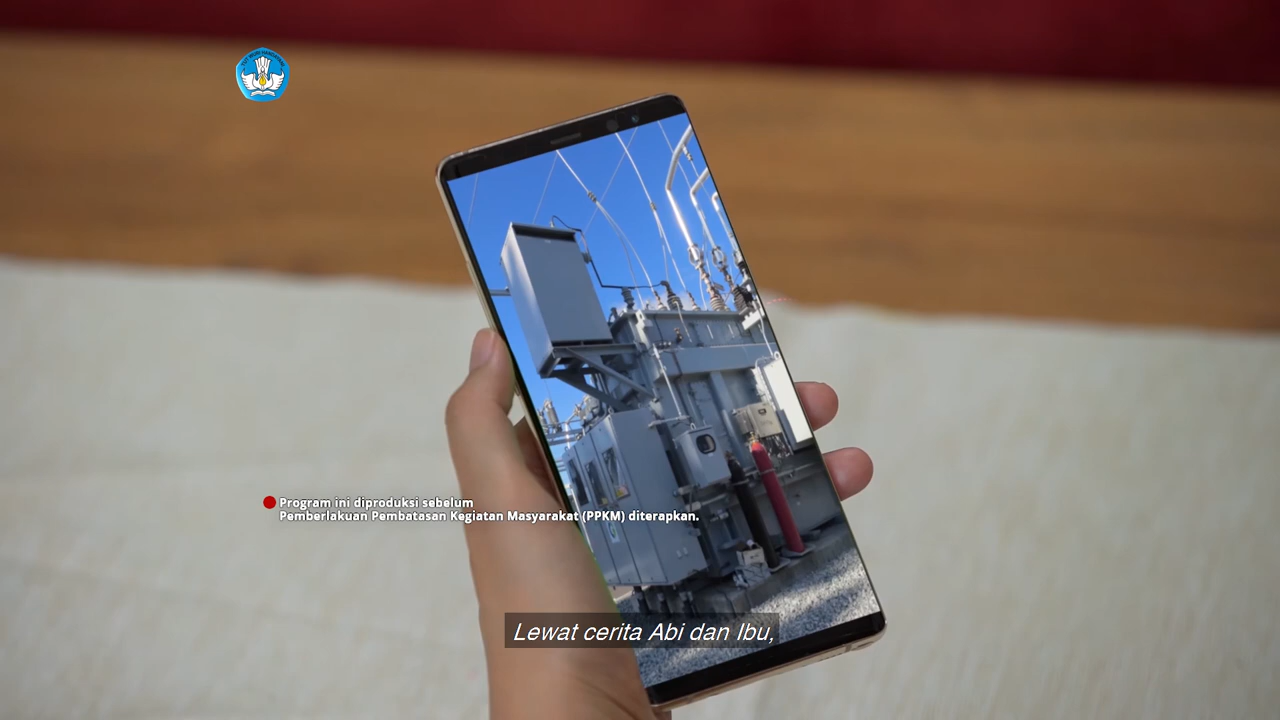 Program ini diproduksi sebelum
Pemberlakuan Pembatasan Kegiatan Masyarakat (PPKM) diterapkan.
Lewat cerita Abi dan Ibu,